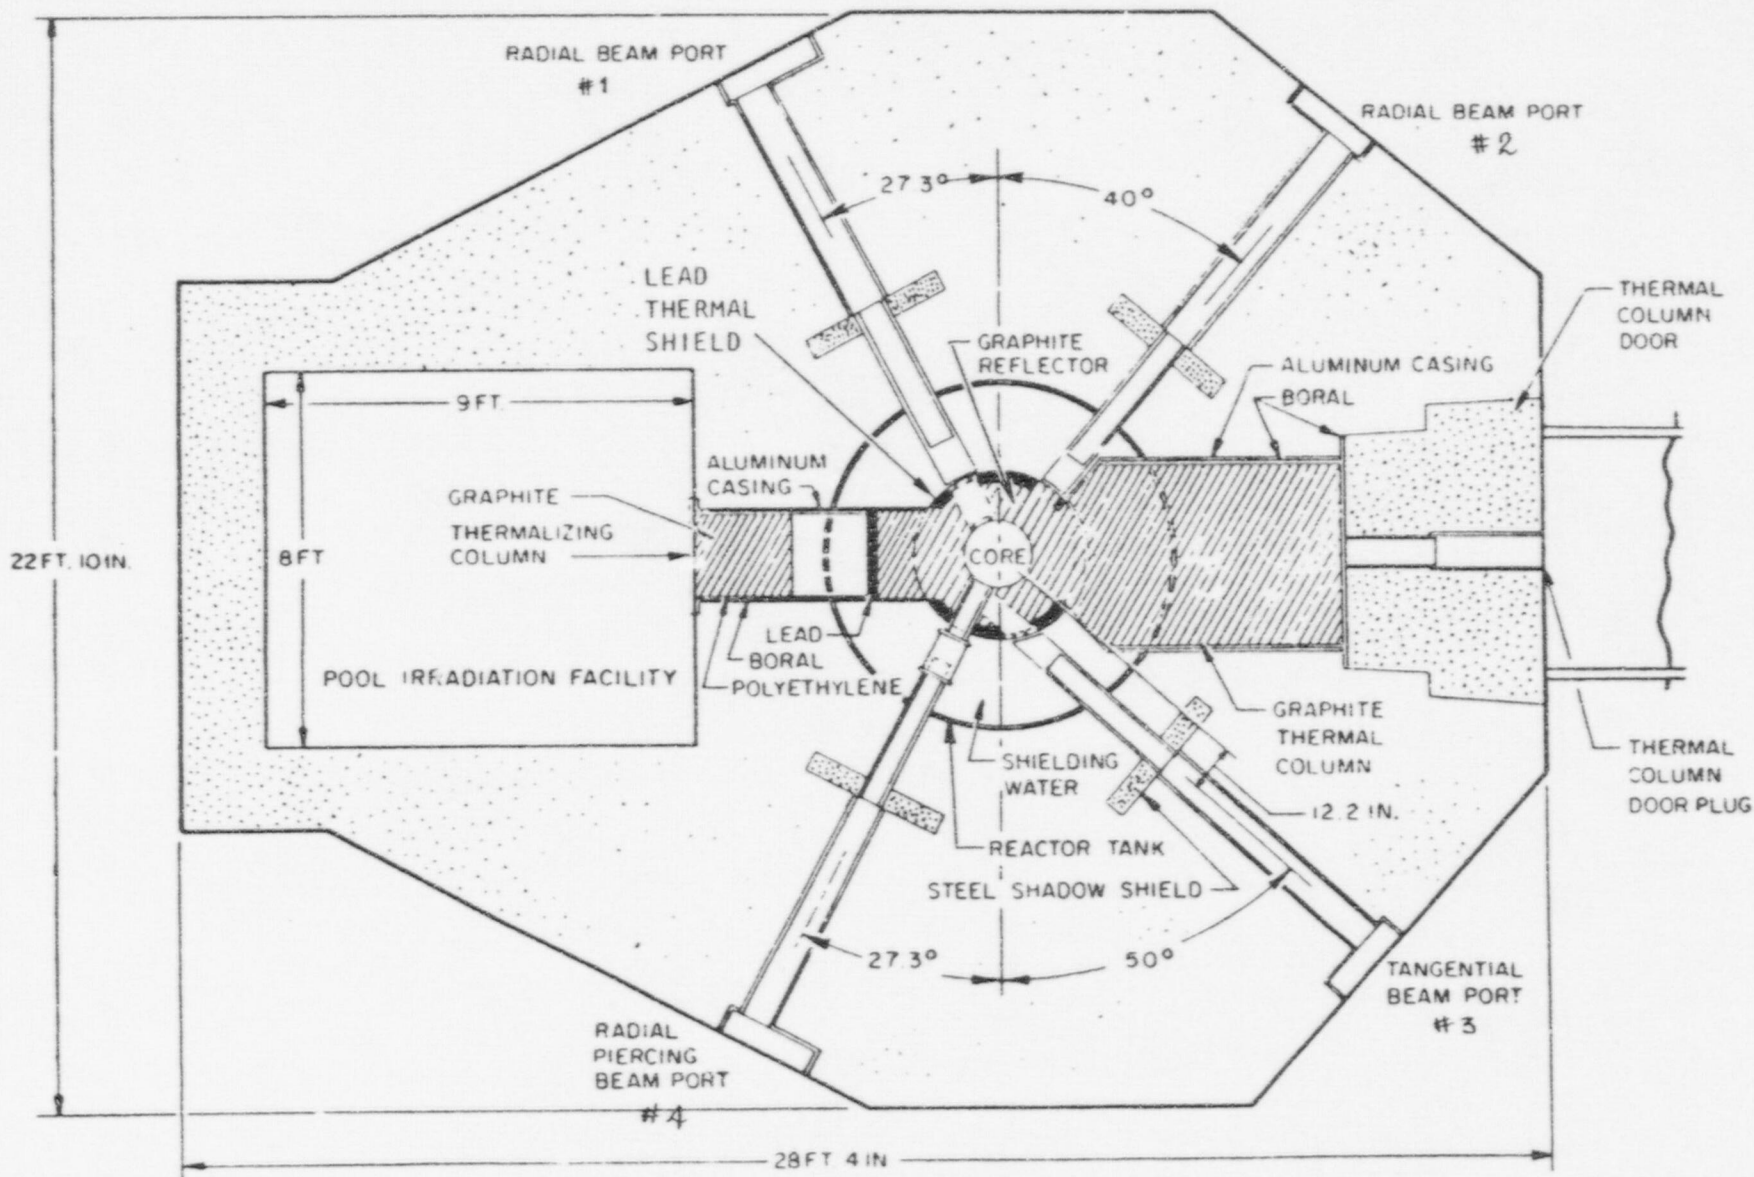 RADIAL BEAM PORT
#1
RADIAL BEAM PORT
#2
27.3°
40°
LEAD
THERMAL
SHIELD
GRAPHITE
REFLECTOR
THERMAL
COLUMN
DOOR
ALUMINUM CASING
BORAL
9 FT.
ALUMINUM
CASING
GRAPHITE
THERMALIZING
COLUMN
22 FT. 10 IN.
8 FT
CORE
LEAD
BORAL
POLYETHYLENE
POOL IRRADIATION FACILITY
GRAPHITE
THERMAL
COLUMN
SHIELDING
WATER
THERMAL
COLUMN
DOOR PLUG
12.2 IN.
REACTOR TANK
STEEL SHADOW SHIELD
27.3°
50°
TANGENTIAL
BEAM PORT
#3
RADIAL
PIERCING
BEAM PORT
#4
28 FT 4 IN